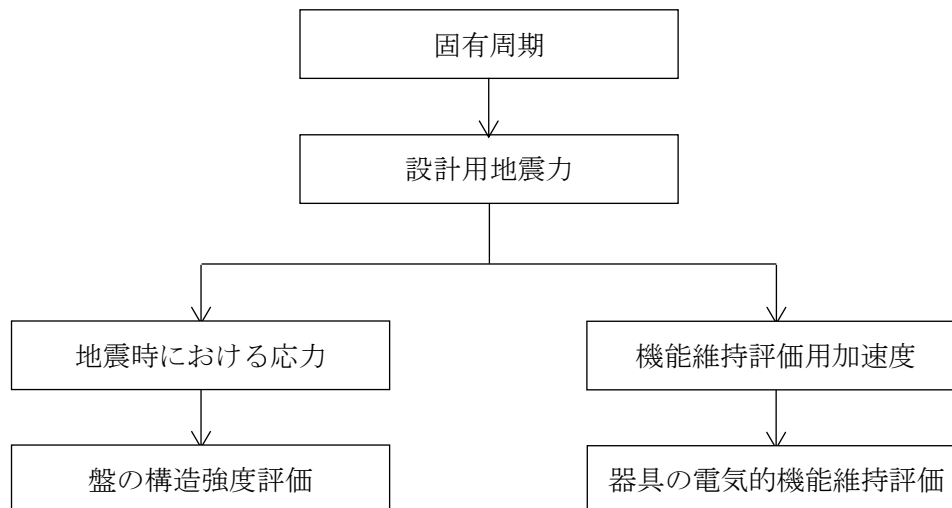 固有周期
設計用地震力
地震時における応力
機能維持評価用加速度
盤の構造強度評価
器具の電気的機能維持評価